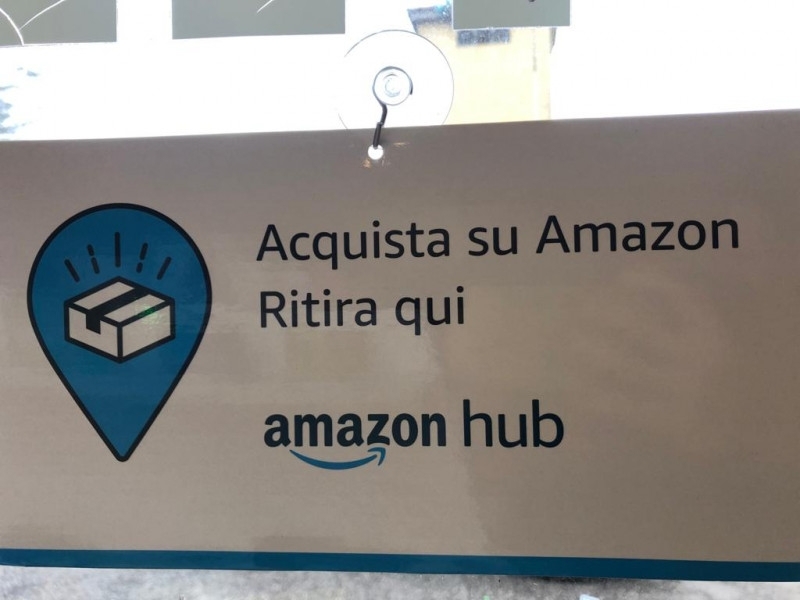 Acquista su Amazon
Ritira qui
amazon hub